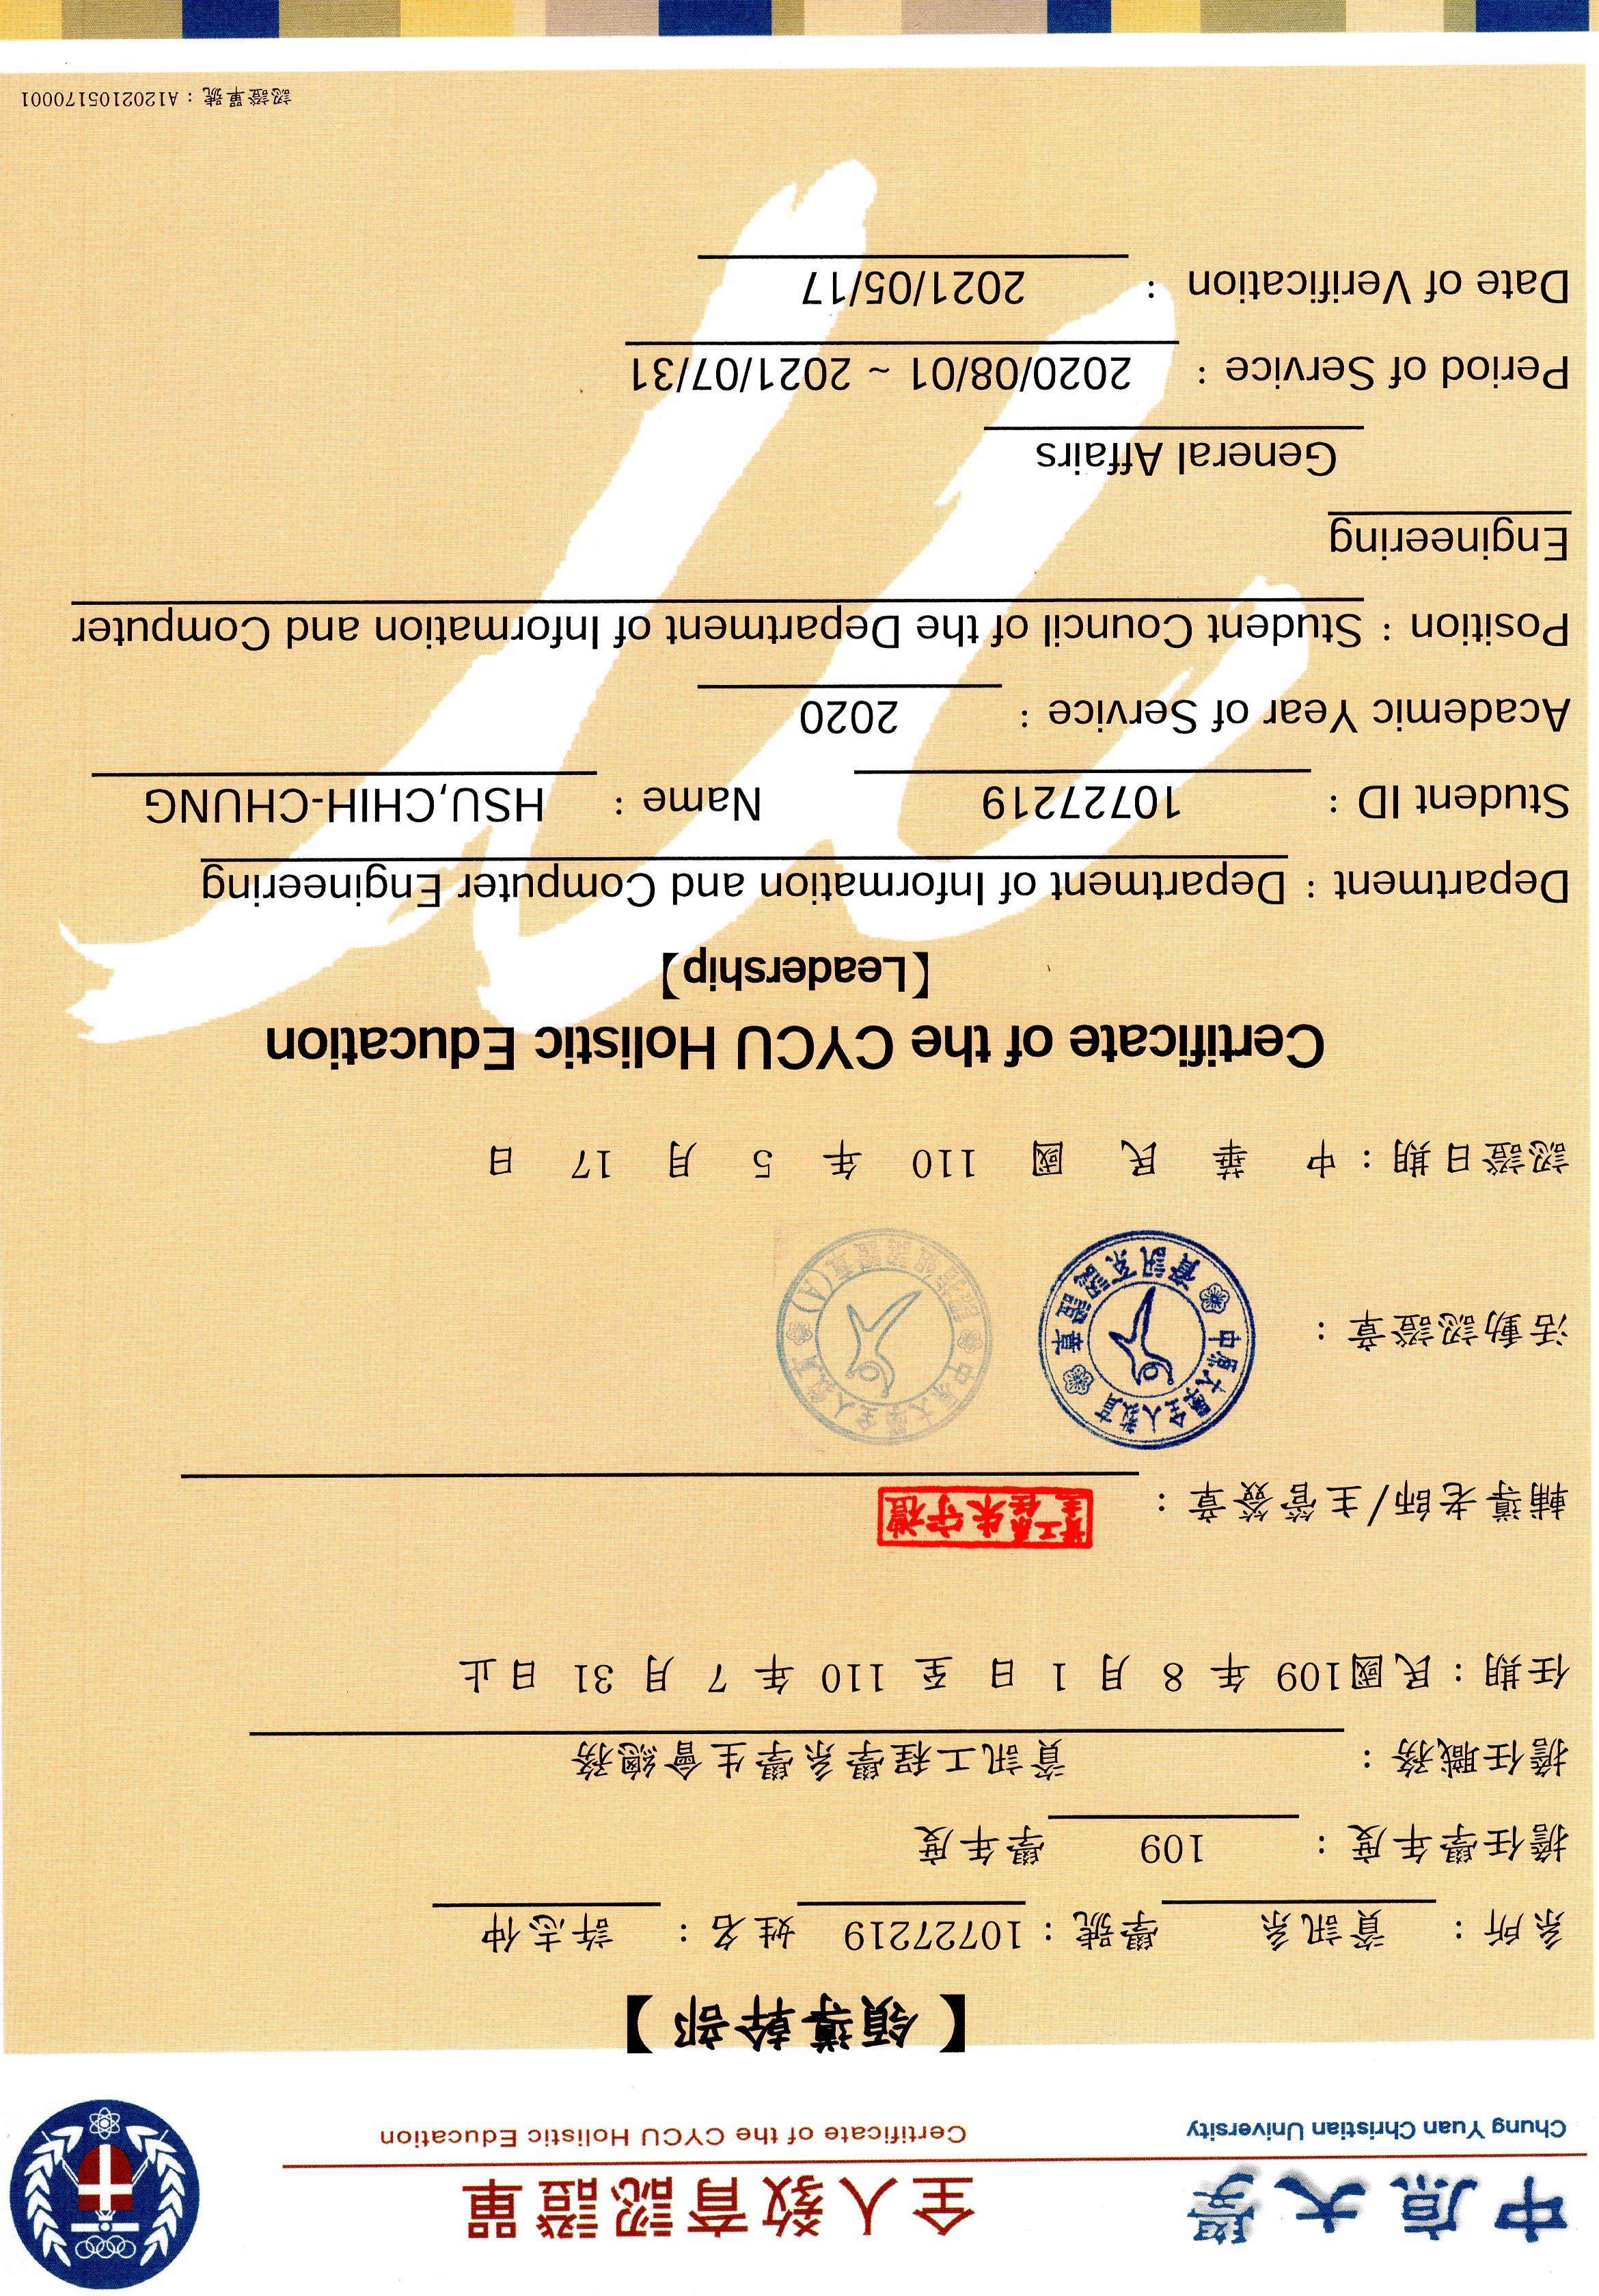 中原大學 全人教育認證單
Chung Yuan Christian University Certificate of the CYCU Holistic Education
【領導幹部】
系所：資訊系 學號：10727219 姓名：許志仲
擔任學年度：109 學年度
擔任職務：資訊工程學系學生會總務
任期：民國109 年 8 月 1 日 至 110 年 7 月 31 日止
輔導老師/主管簽章：資工系主任 朱守禮
活動認證章：
中原大學全人教育 資訊系認證章
中原大學全人教育 課指組認證章(A)
認證日期：中華民國 110 年 5 月 17 日
Certificate of the CYCU Holistic Education
【Leadership】
Department：Department of Information and Computer Engineering
Student ID：10727219 Name：HSU,CHIH-CHUNG
Academic Year of Service：2020
Position：Student Council of the Department of Information and Computer
Engineering
General Affairs
Period of Service：2020/08/01 ~ 2021/07/31
Date of Verification：2021/05/17
認證單號：A1202105170001